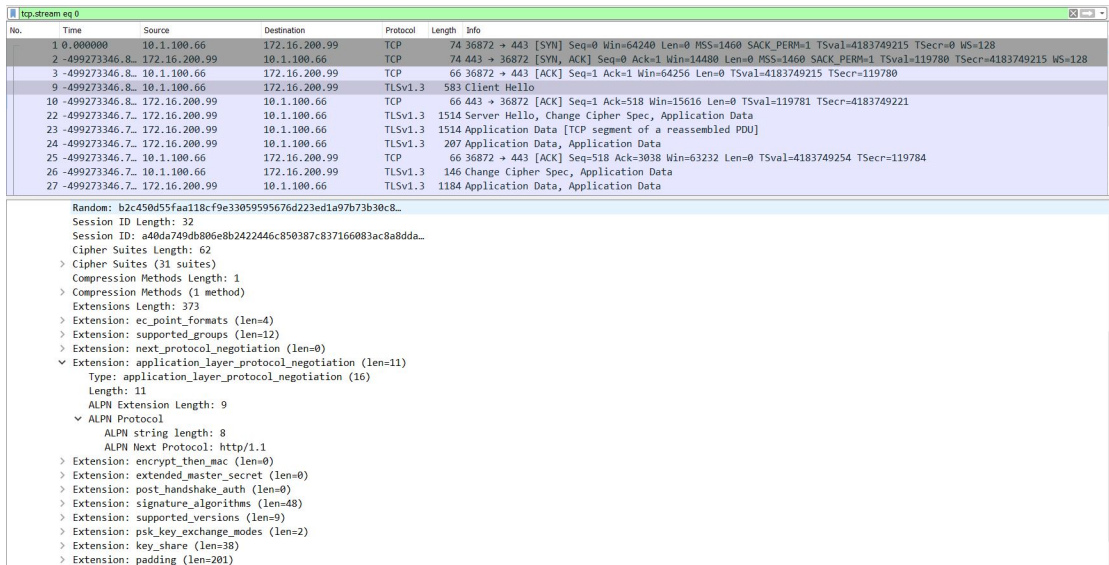 tcp.stream eq 0
No. Time Source Destination Protocol Length Info
1 0.000000 10.1.100.66 172.16.200.99 TCP 74 36872 → 443 [SYN] Seq=0 Win=64240 Len=0 MSS=1460 SACK_PERM=1 TSval=4183749215 TSecr=0 WS=128
2 -499273346.8… 172.16.200.99 10.1.100.66 TCP 74 443 → 36872 [SYN, ACK] Seq=0 Ack=1 Win=14480 Len=0 MSS=1460 SACK_PERM=1 TSval=119780 TSecr=4183749215 WS=128
3 -499273346.8… 10.1.100.66 172.16.200.99 TCP 66 36872 → 443 [ACK] Seq=1 Ack=1 Win=64256 Len=0 TSval=4183749215 TSecr=119780
9 -499273346.8… 10.1.100.66 172.16.200.99 TLSv1.3 583 Client Hello
10 -499273346.8… 172.16.200.99 10.1.100.66 TCP 66 443 → 36872 [ACK] Seq=1 Ack=518 Win=15616 Len=0 TSval=119781 TSecr=4183749221
22 -499273346.7… 172.16.200.99 10.1.100.66 TLSv1.3 1514 Server Hello, Change Cipher Spec, Application Data
23 -499273346.7… 172.16.200.99 10.1.100.66 TLSv1.3 1514 Application Data [TCP segment of a reassembled PDU]
24 -499273346.7… 172.16.200.99 10.1.100.66 TLSv1.3 207 Application Data, Application Data
25 -499273346.7… 10.1.100.66 172.16.200.99 TCP 66 36872 → 443 [ACK] Seq=518 Ack=3038 Win=63232 Len=0 TSval=4183749254 TSecr=119784
26 -499273346.7… 10.1.100.66 172.16.200.99 TLSv1.3 146 Change Cipher Spec, Application Data
27 -499273346.7… 172.16.200.99 10.1.100.66 TLSv1.3 1184 Application Data, Application Data
Random: b2c450d55faa118cf9e33059595676d223ed1a97b73b30c8…
Session ID Length: 32
Session ID: a40da749db806e8b2422446c850387c837166083ac8a8dda…
Cipher Suites Length: 62
> Cipher Suites (31 suites)
Compression Methods Length: 1
> Compression Methods (1 method)
Extensions Length: 373
> Extension: ec_point_formats (len=4)
> Extension: supported_groups (len=12)
> Extension: next_protocol_negotiation (len=0)
Extension: application_layer_protocol_negotiation (len=11)
Type: application_layer_protocol_negotiation (16)
Length: 11
ALPN Extension Length: 9
ALPN Protocol
ALPN string length: 8
ALPN Next Protocol: http/1.1
> Extension: encrypt_then_mac (len=0)
> Extension: extended_master_secret (len=0)
> Extension: post_handshake_auth (len=0)
> Extension: signature_algorithms (len=48)
> Extension: supported_versions (len=9)
> Extension: psk_key_exchange_modes (len=2)
> Extension: key_share (len=38)
> Extension: padding (len=201)